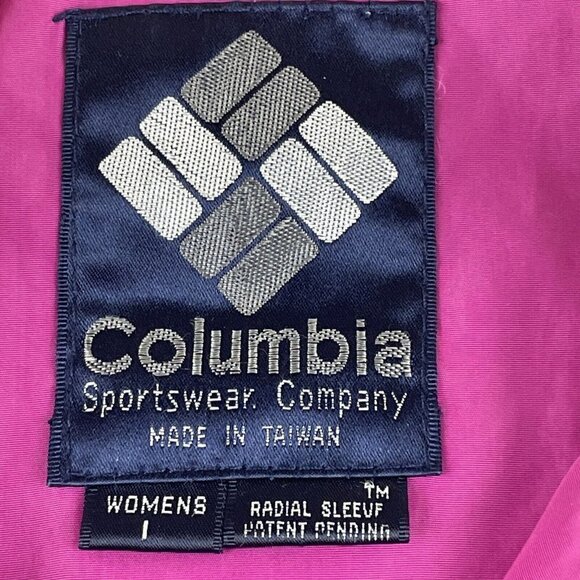 Columbia
Sportswear. Company
MADE IN TAIWAN
WOMENS
I
TM
RADIAL SLEEVE
PATENT PENDING